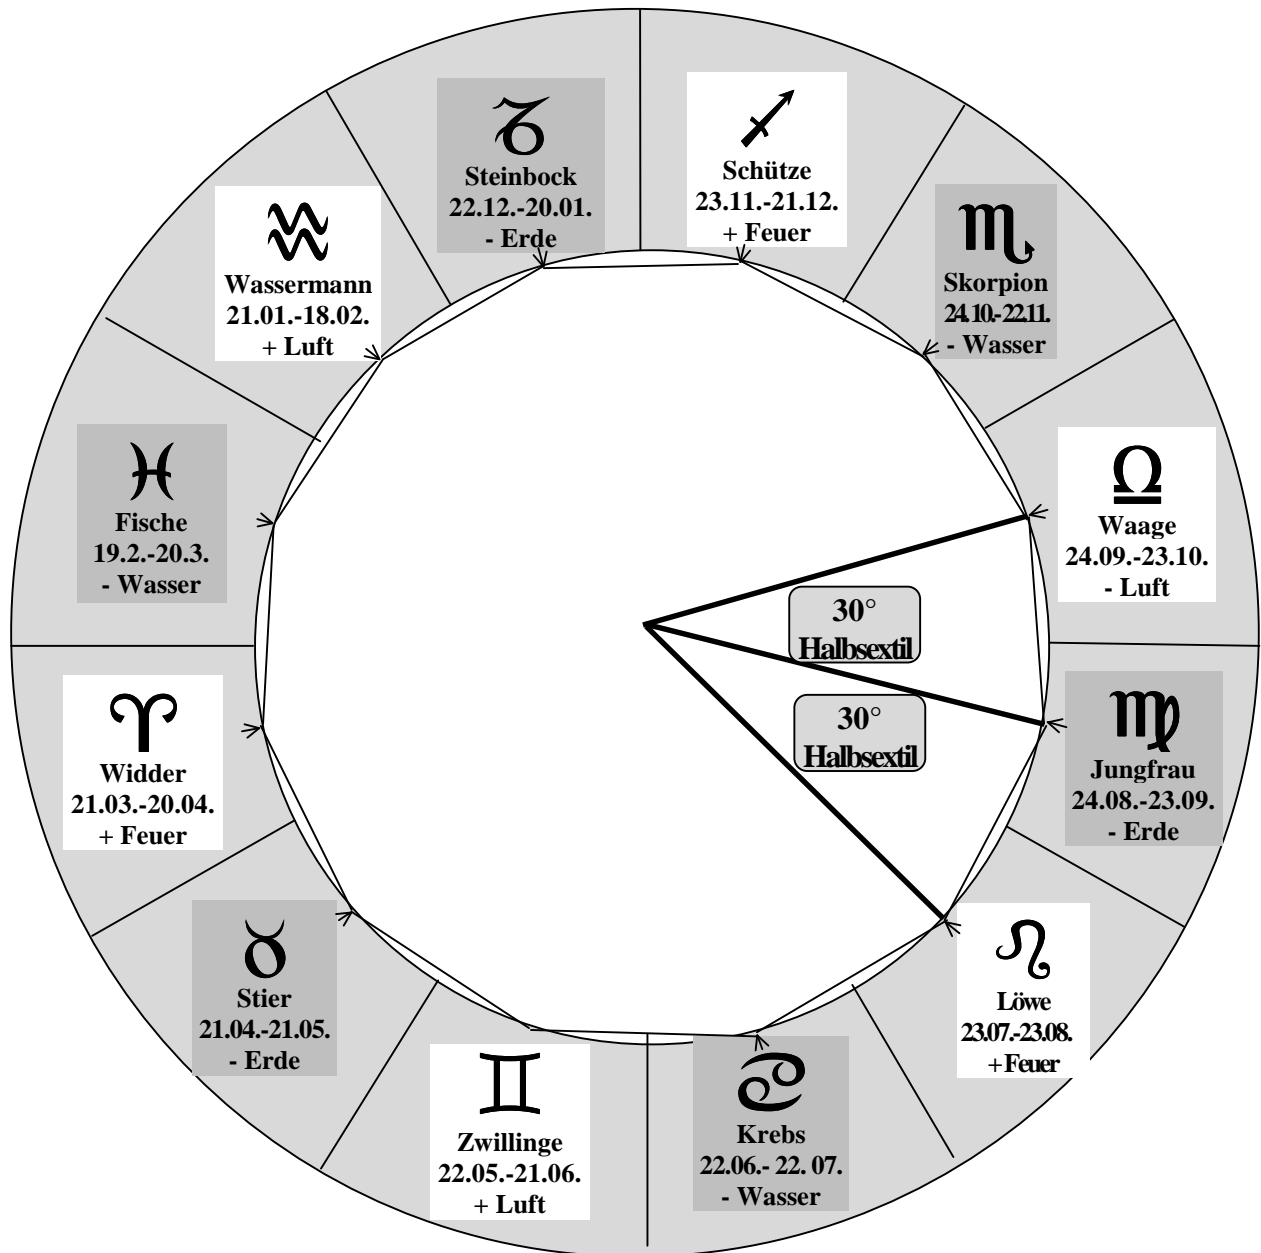 Steinbock
22.12.-20.01.
- Erde
Schütze
23.11.-21.12.
+ Feuer
Wassermann
21.01.-18.02.
+ Luft
Skorpion
24.10.-22.11.
- Wasser
Fische
19.2.-20.3.
- Wasser
Waage
24.09.-23.10.
- Luft
30°
Halbsextil
30°
Halbsextil
Widder
21.03.-20.04.
+ Feuer
Jungfrau
24.08.-23.09.
- Erde
Stier
21.04.-21.05.
- Erde
Löwe
23.07.-23.08.
+ Feuer
Zwillinge
22.05.-21.06.
+ Luft
Krebs
22.06.- 22. 07.
- Wasser